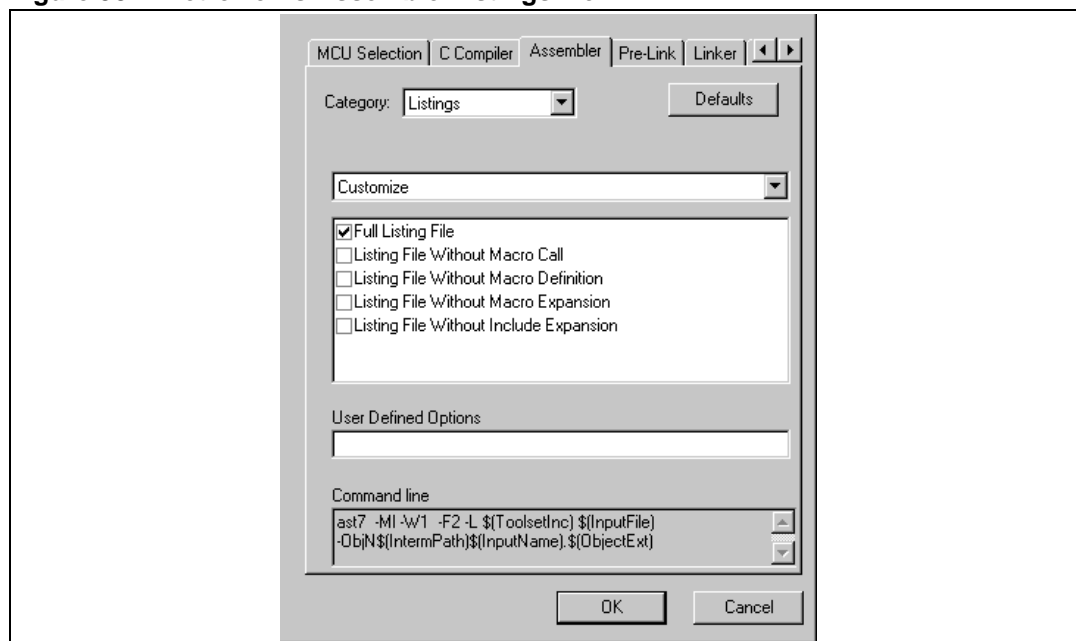 MCU Selection C Compiler Assembler Pre-Link Linker
Category: Listings Defaults
Customize
Full Listing File
Listing File Without Macro Call
Listing File Without Macro Definition
Listing File Without Macro Expansion
Listing File Without Include Expansion
User Defined Options
Command line
ast7 -MI -W1 -F2 -L $(ToolsetInc) $(InputFile)
-ObjN$(IntermPath)$(InputName).$(ObjectExt)
OK Cancel